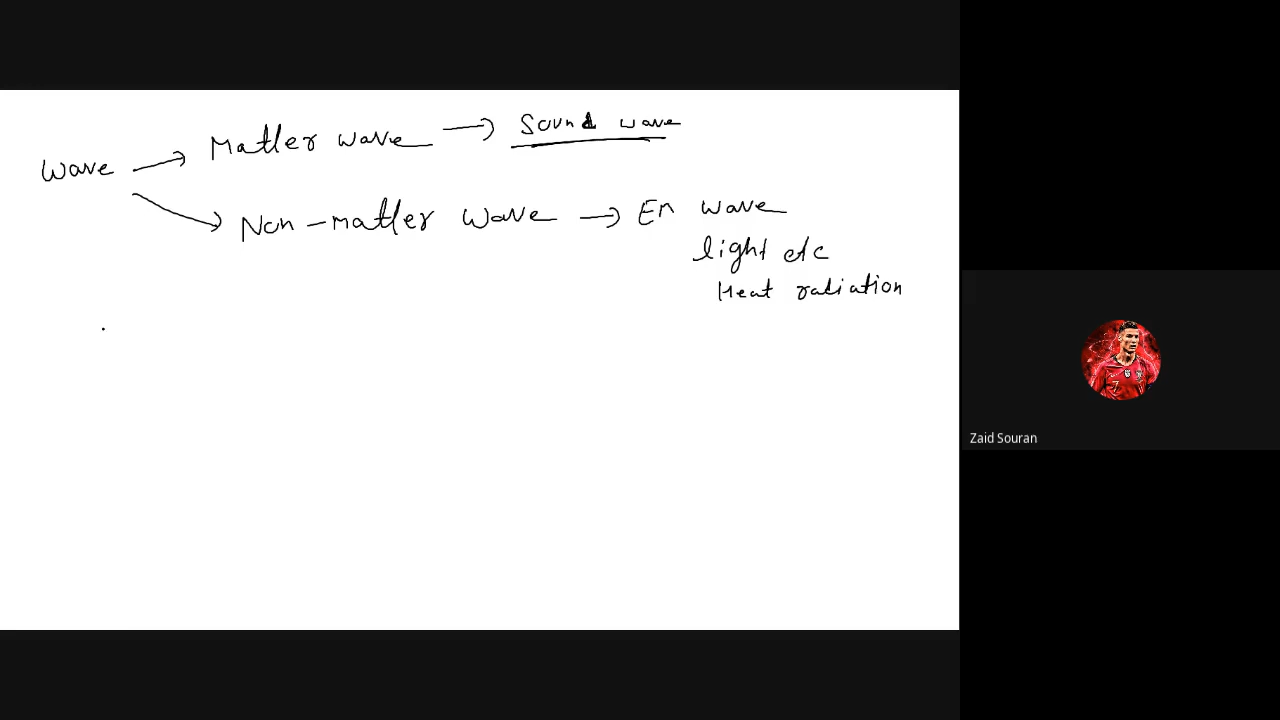 Wave → Matter wave → Sound wave
Non-matter wave → EM wave
light etc
Heat radiation
Zaid Souran